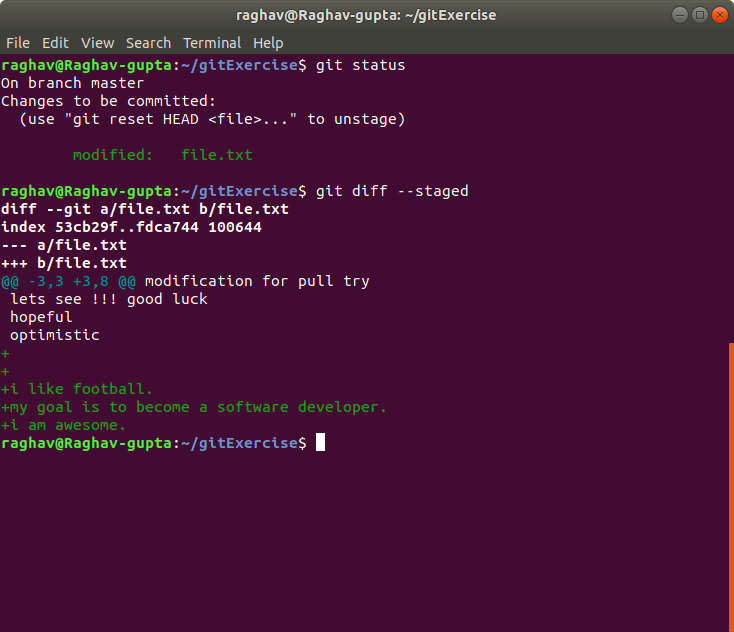 raghav@Raghav-gupta: ~/gitExercise
File Edit View Search Terminal Help
raghav@Raghav-gupta:~/gitExercise$ git status
On branch master
Changes to be committed:
  (use "git reset HEAD <file>..." to unstage)

        modified:   file.txt

raghav@Raghav-gupta:~/gitExercise$ git diff --staged
diff --git a/file.txt b/file.txt
index 53cb29f..fdca744 100644
--- a/file.txt
+++ b/file.txt
@@ -3,3 +3,8 @@ modification for pull try
 lets see !!! good luck
 hopeful
 optimistic
+
+
+i like football.
+my goal is to become a software developer.
+i am awesome.
raghav@Raghav-gupta:~/gitExercise$